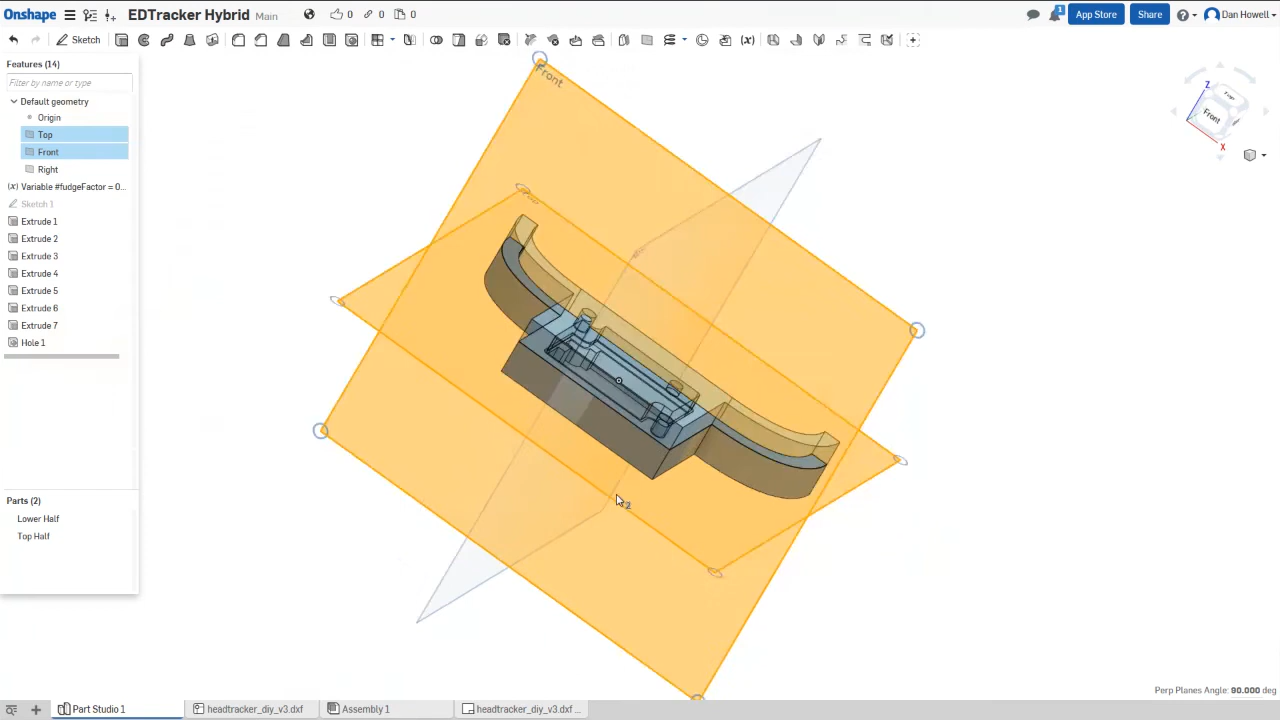 Onshape EDTracker Hybrid Main 0 0 0 1 App Store Share Dan Howell
Sketch (x)
Features (14)
Filter by name or type
Default geometry
Origin
Top
Front
Right
(x) Variable #fudgeFactor = 0...
Sketch 1
Extrude 1
Extrude 2
Extrude 3
Extrude 4
Extrude 5
Extrude 6
Extrude 7
Hole 1
Parts (2)
Lower Half
Top Half
Front
2
Z
Front
X
Perp Planes Angle: 90.000 deg
Part Studio 1 headtracker_diy_v3.dxf Assembly 1 headtracker_diy_v3.dxf ...